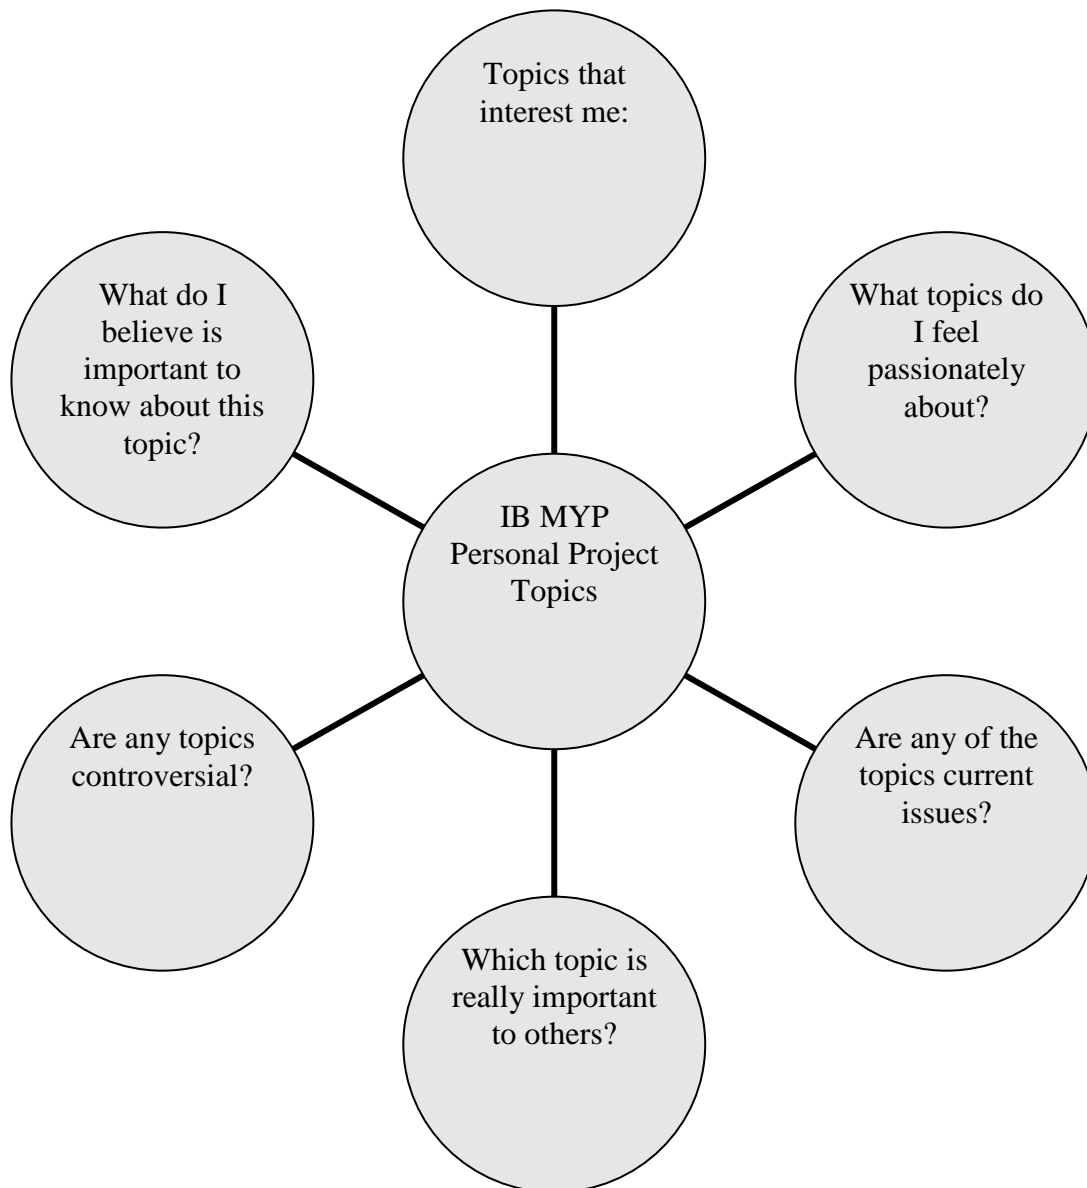 Topics that
interest me:
What do I
believe is
important to
know about this
topic?
What topics do
I feel
passionately
about?
IB MYP
Personal Project
Topics
Are any topics
controversial?
Are any of the
topics current
issues?
Which topic is
really important
to others?